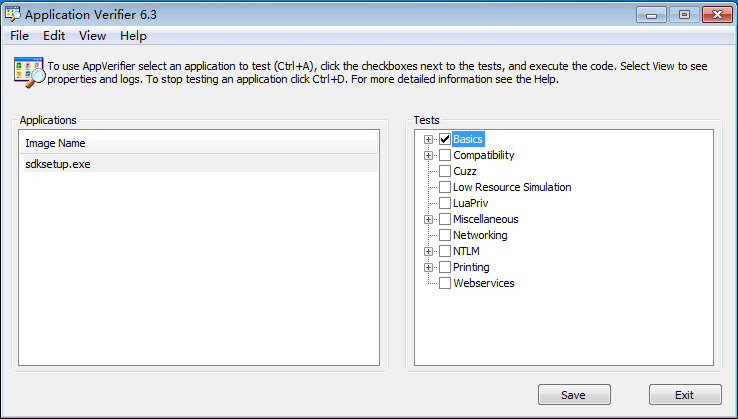 Application Verifier 6.3
File Edit View Help
To use AppVerifier select an application to test (Ctrl+A), click the checkboxes next to the tests, and execute the code. Select View to see
properties and logs. To stop testing an application click Ctrl+D. For more detailed information see the Help.
Applications
Image Name
sdksetup.exe
Tests
Basics
Compatibility
Cuzz
Low Resource Simulation
LuaPriv
Miscellaneous
Networking
NTLM
Printing
Webservices
Save
Exit